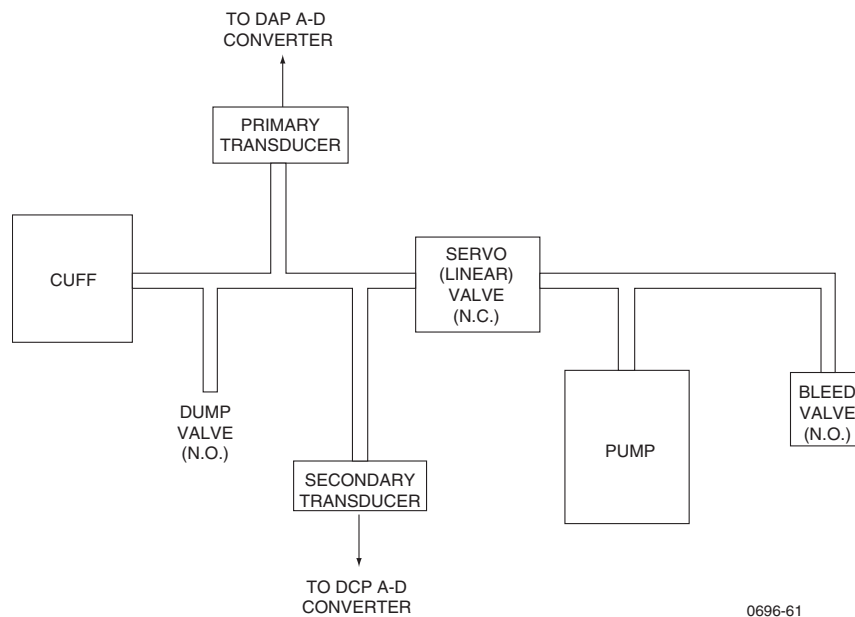 TO DAP A-D
CONVERTER
PRIMARY
TRANSDUCER
CUFF
SERVO
(LINEAR)
VALVE
(N.C.)
DUMP
VALVE
(N.O.)
SECONDARY
TRANSDUCER
PUMP
BLEED
VALVE
(N.O.)
TO DCP A-D
CONVERTER
0696-61